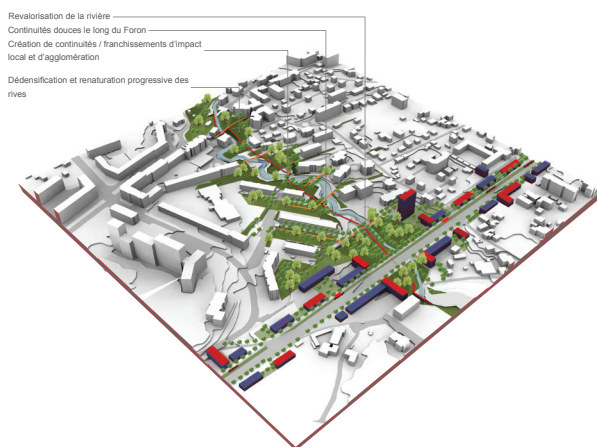 Revalorisation de la rivière
Continuités douces le long du Foron
Création de continuités / franchissements d'impact
local et d'agglomération
Dédensification et renaturation progressive des
rives